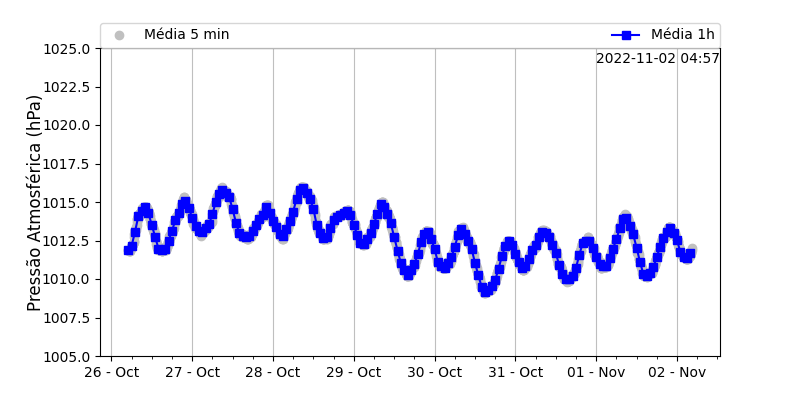 Média 5 min
Média 1h
2022-11-02 04:57
Pressão Atmosférica (hPa)
1025.0
1022.5
1020.0
1017.5
1015.0
1012.5
1010.0
1007.5
1005.0
26 - Oct
27 - Oct
28 - Oct
29 - Oct
30 - Oct
31 - Oct
01 - Nov
02 - Nov